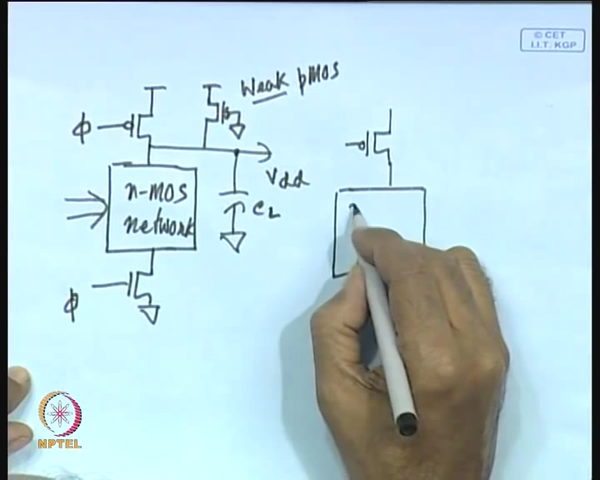 © CET
I.I.T. KGP
Weak pMOS
ϕ
Vdd
n-MOS
network
CL
ϕ
NPTEL